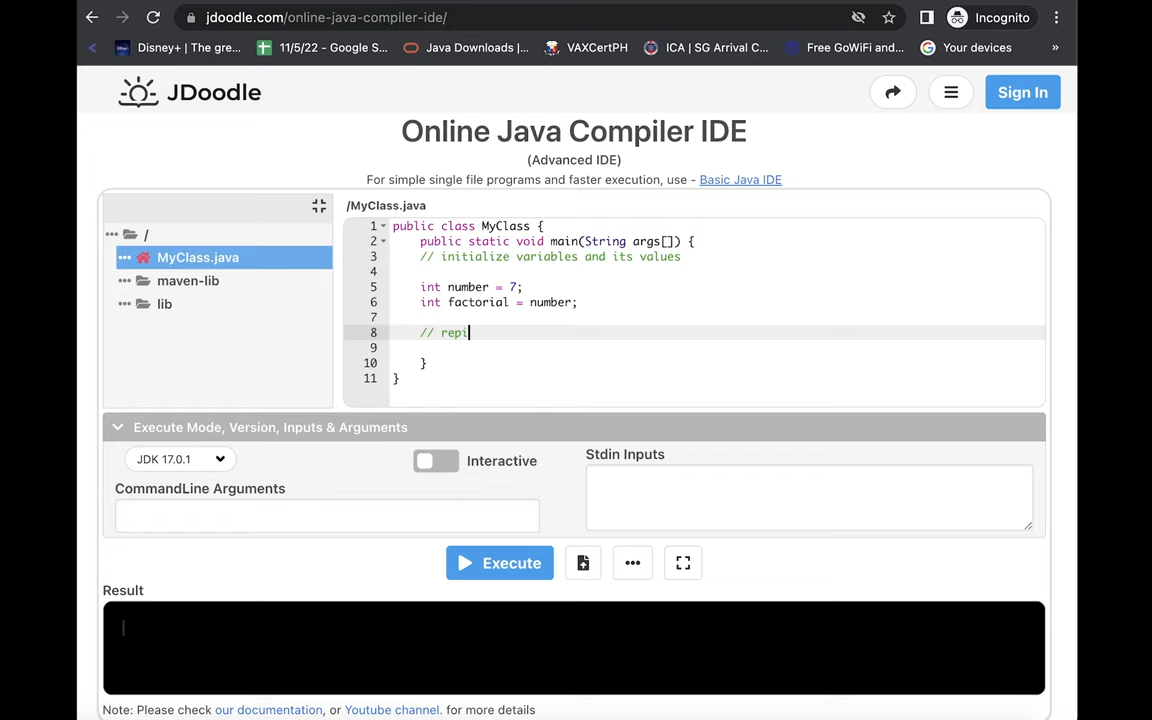 jdoodle.com/online-java-compiler-ide/
Incognito
Disney+ | The gre...
11/5/22 - Google S...
Java Downloads |...
VAXCertPH
ICA | SG Arrival C...
Free GoWiFi and...
Your devices
»
JDoodle
Sign In
Online Java Compiler IDE
(Advanced IDE)
For simple single file programs and faster execution, use - Basic Java IDE
/
MyClass.java
maven-lib
lib
/MyClass.java
1 public class MyClass {
2 public static void main(String args[]) {
3 // initialize variables and its values
4
5 int number = 7;
6 int factorial = number;
7
8 // repi
9
10 }
11 }
Execute Mode, Version, Inputs & Arguments
JDK 17.0.1
Interactive
Stdin Inputs
CommandLine Arguments
Execute
Result
Note: Please check our documentation, or Youtube channel. for more details